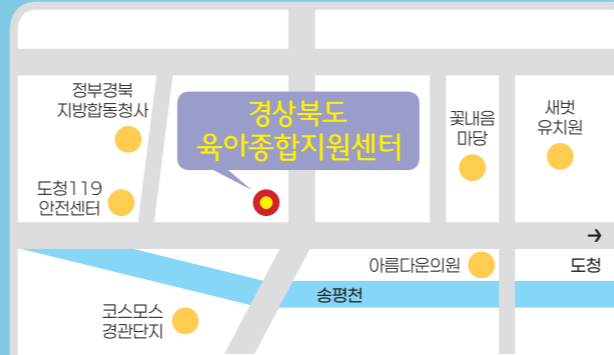 정부경북
지방합동청사
경상북도
육아종합지원센터
꽃내음
마당
새벗
유치원
도청119
안전센터
→
아름다운의원
도청
송평천
코스모스
경관단지